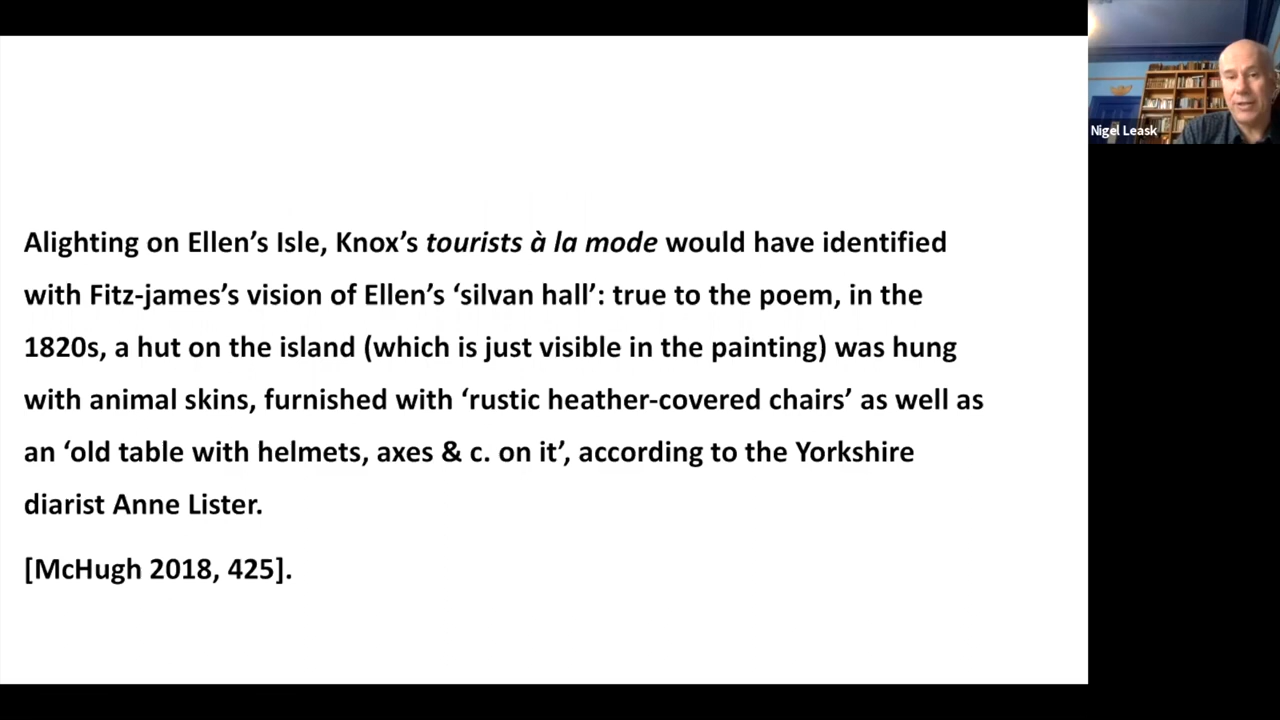 Alighting on Ellen’s Isle, Knox’s tourists à la mode would have identified
with Fitz-james’s vision of Ellen’s ‘silvan hall’: true to the poem, in the
1820s, a hut on the island (which is just visible in the painting) was hung
with animal skins, furnished with ‘rustic heather-covered chairs’ as well as
an ‘old table with helmets, axes & c. on it’, according to the Yorkshire
diarist Anne Lister.
[McHugh 2018, 425].
Nigel Leask